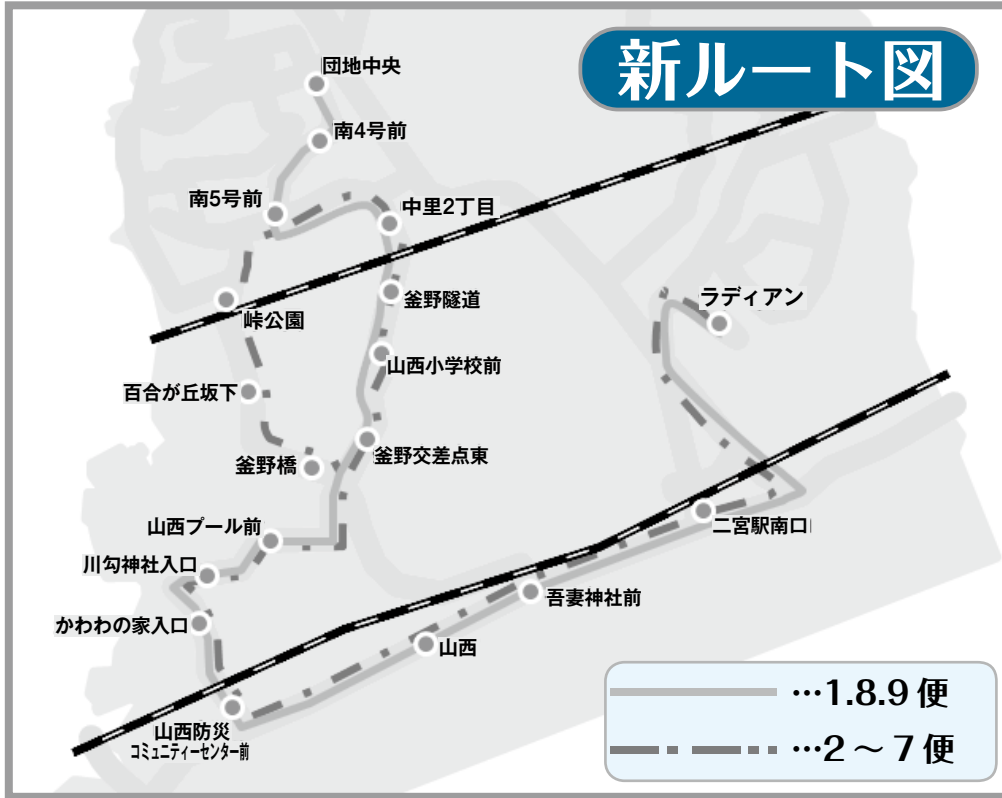 新ルート図
団地中央
南4号前
南5号前
中里2丁目
釜野隧道
ラディアン
峠公園
山西小学校前
百合が丘坂下
釜野交差点東
釜野橋
山西プール前
二宮駅南口
川勾神社入口
吾妻神社前
かわわの家入口
山西
山西防災
コミュニティーセンター前
…1.8.9便
…2～7便